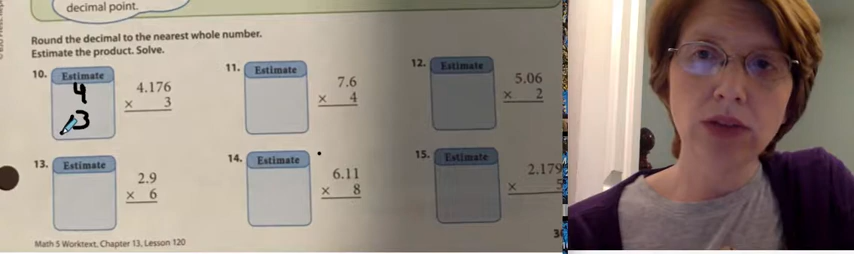 decimal point.
Round the decimal to the nearest whole number.
Estimate the product. Solve.
10. Estimate 4.176 × 3
4
3
11. Estimate 7.6 × 4
12. Estimate 5.06 × 2
13. Estimate 2.9 × 6
14. Estimate 6.11 × 8
15. Estimate 2.179 × 5
Math 5 Worktext, Chapter 13, Lesson 120